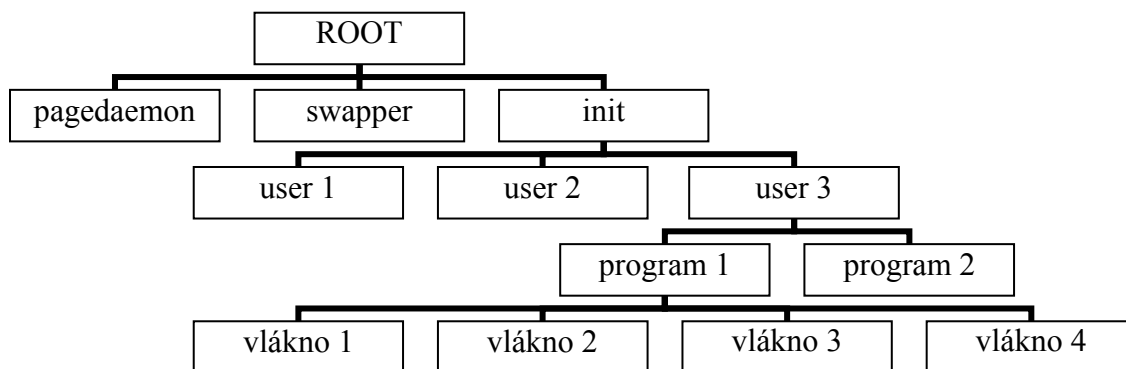 ROOT
pagedaemon swapper init
user 1 user 2 user 3
program 1 program 2
vlákno 1 vlákno 2 vlákno 3 vlákno 4